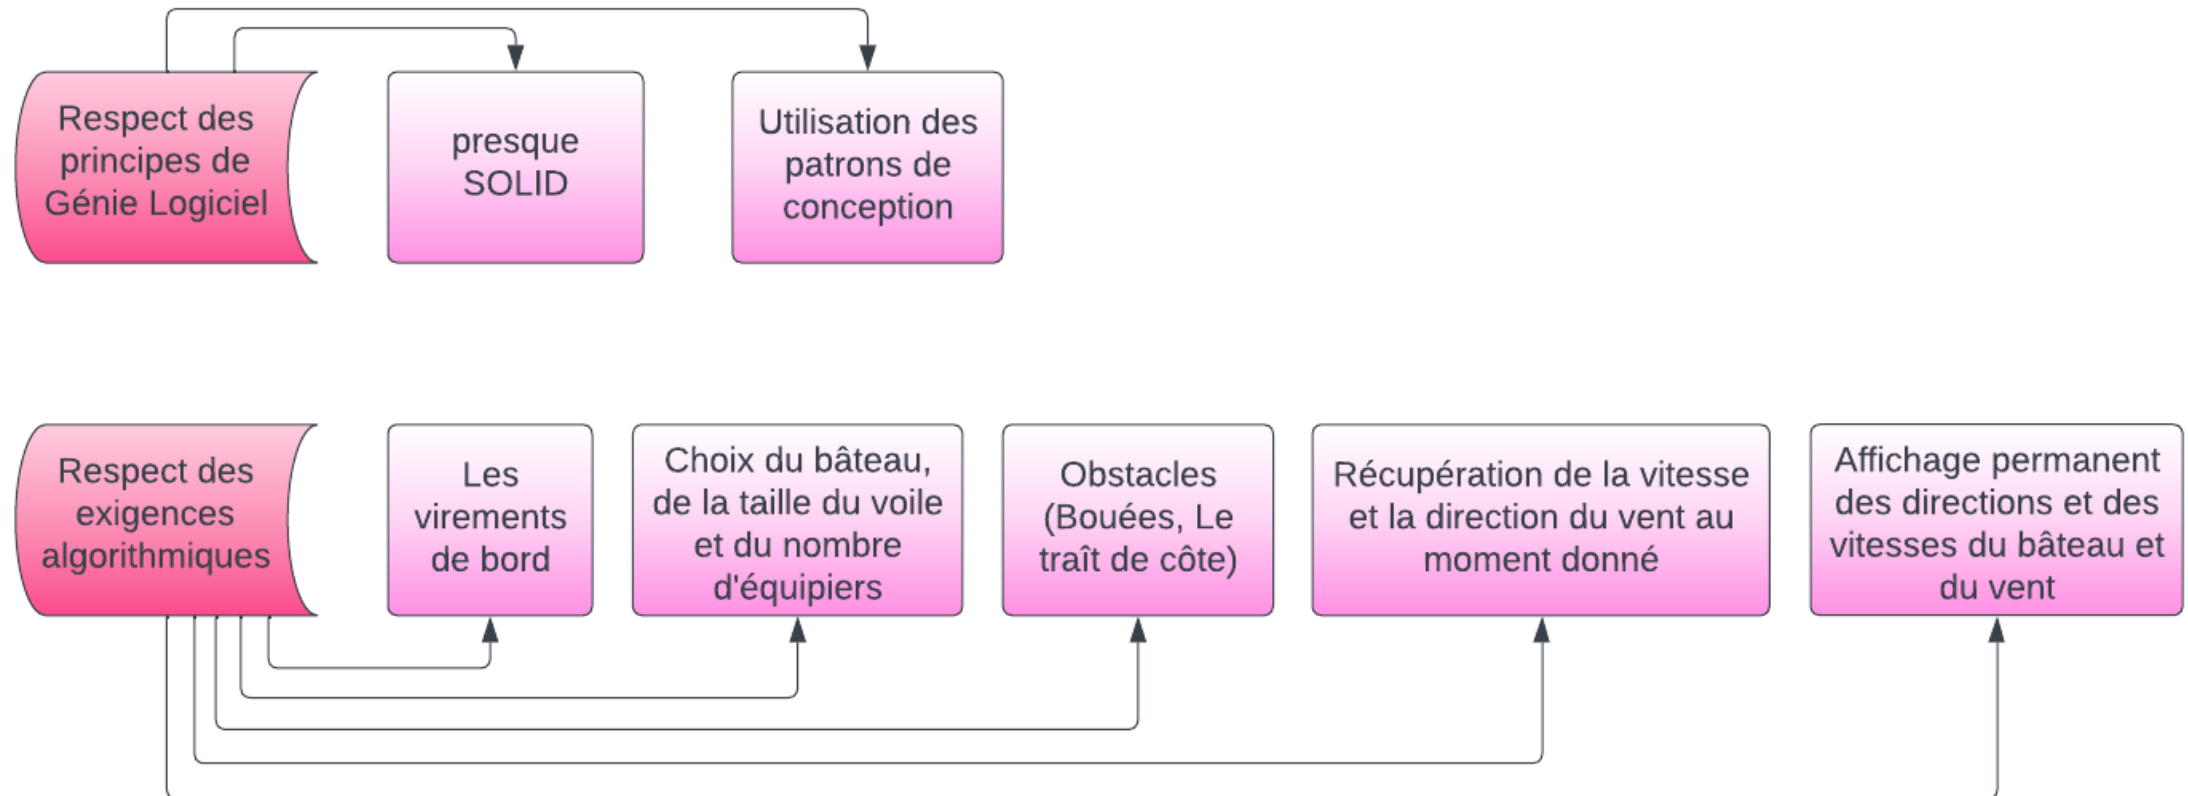 Respect des
principes de
Génie Logiciel
presque
SOLID
Utilisation des
patrons de
conception
Respect des
exigences
algorithmiques
Les
virements
de bord
Choix du bâteau,
de la taille du voile
et du nombre
d'équipiers
Obstacles
(Bouées, Le
traît de côte)
Récupération de la vitesse
et la direction du vent au
moment donné
Affichage permanent
des directions et des
vitesses du bâteau et
du vent